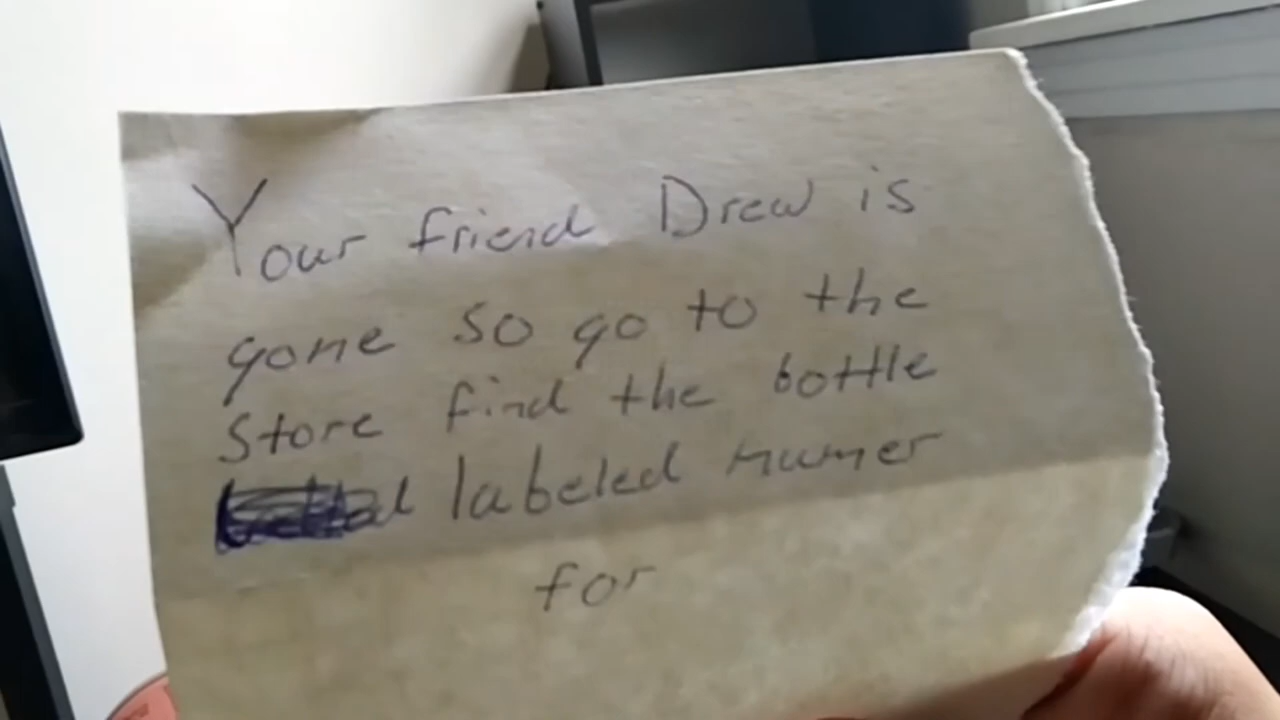 Your friend Drew is
gone so go to the
Store find the bottle
labeled
for